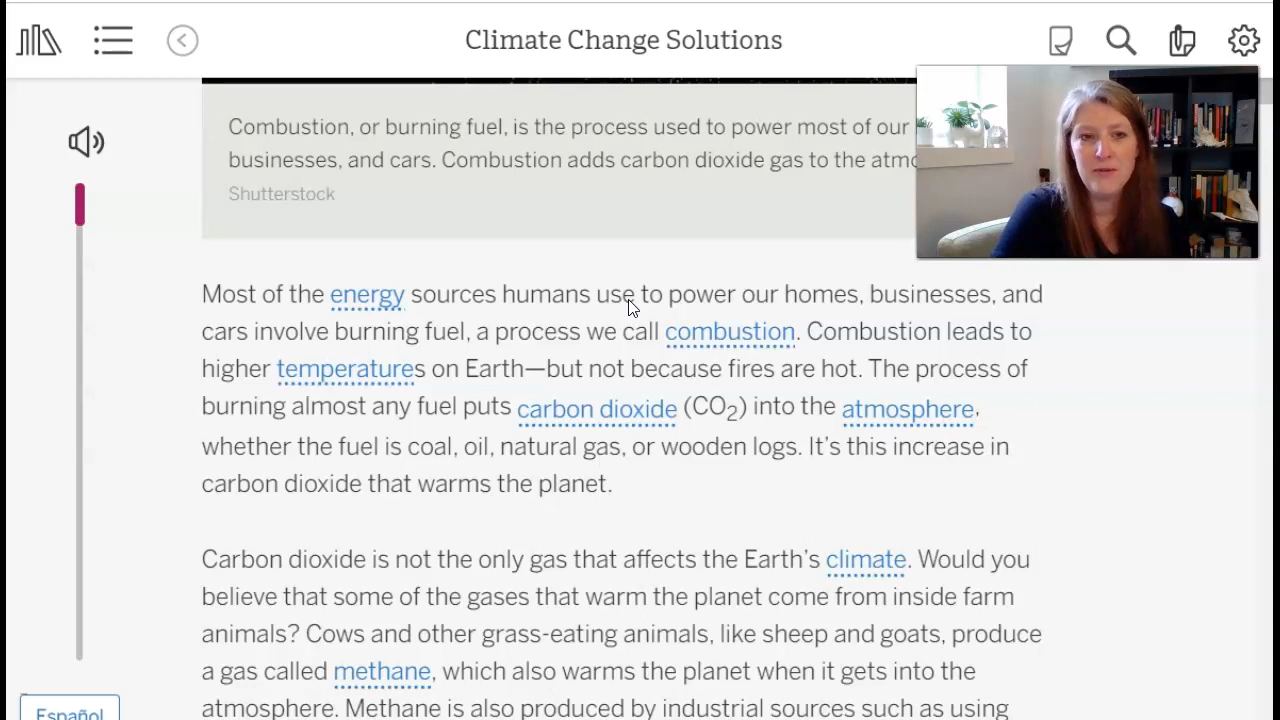 Climate Change Solutions
Combustion, or burning fuel, is the process used to power most of our
businesses, and cars. Combustion adds carbon dioxide gas to the
Shutterstock
Most of the energy sources humans use to power our homes, businesses, and
cars involve burning fuel, a process we call combustion. Combustion leads to
higher temperatures on Earth—but not because fires are hot. The process of
burning almost any fuel puts carbon dioxide (CO₂) into the atmosphere,
whether the fuel is coal, oil, natural gas, or wooden logs. It’s this increase in
carbon dioxide that warms the planet.
Carbon dioxide is not the only gas that affects the Earth’s climate. Would you
believe that some of the gases that warm the planet come from inside farm
animals? Cows and other grass-eating animals, like sheep and goats, produce
a gas called methane, which also warms the planet when it gets into the
atmosphere. Methane is also produced by industrial sources such as using
Español